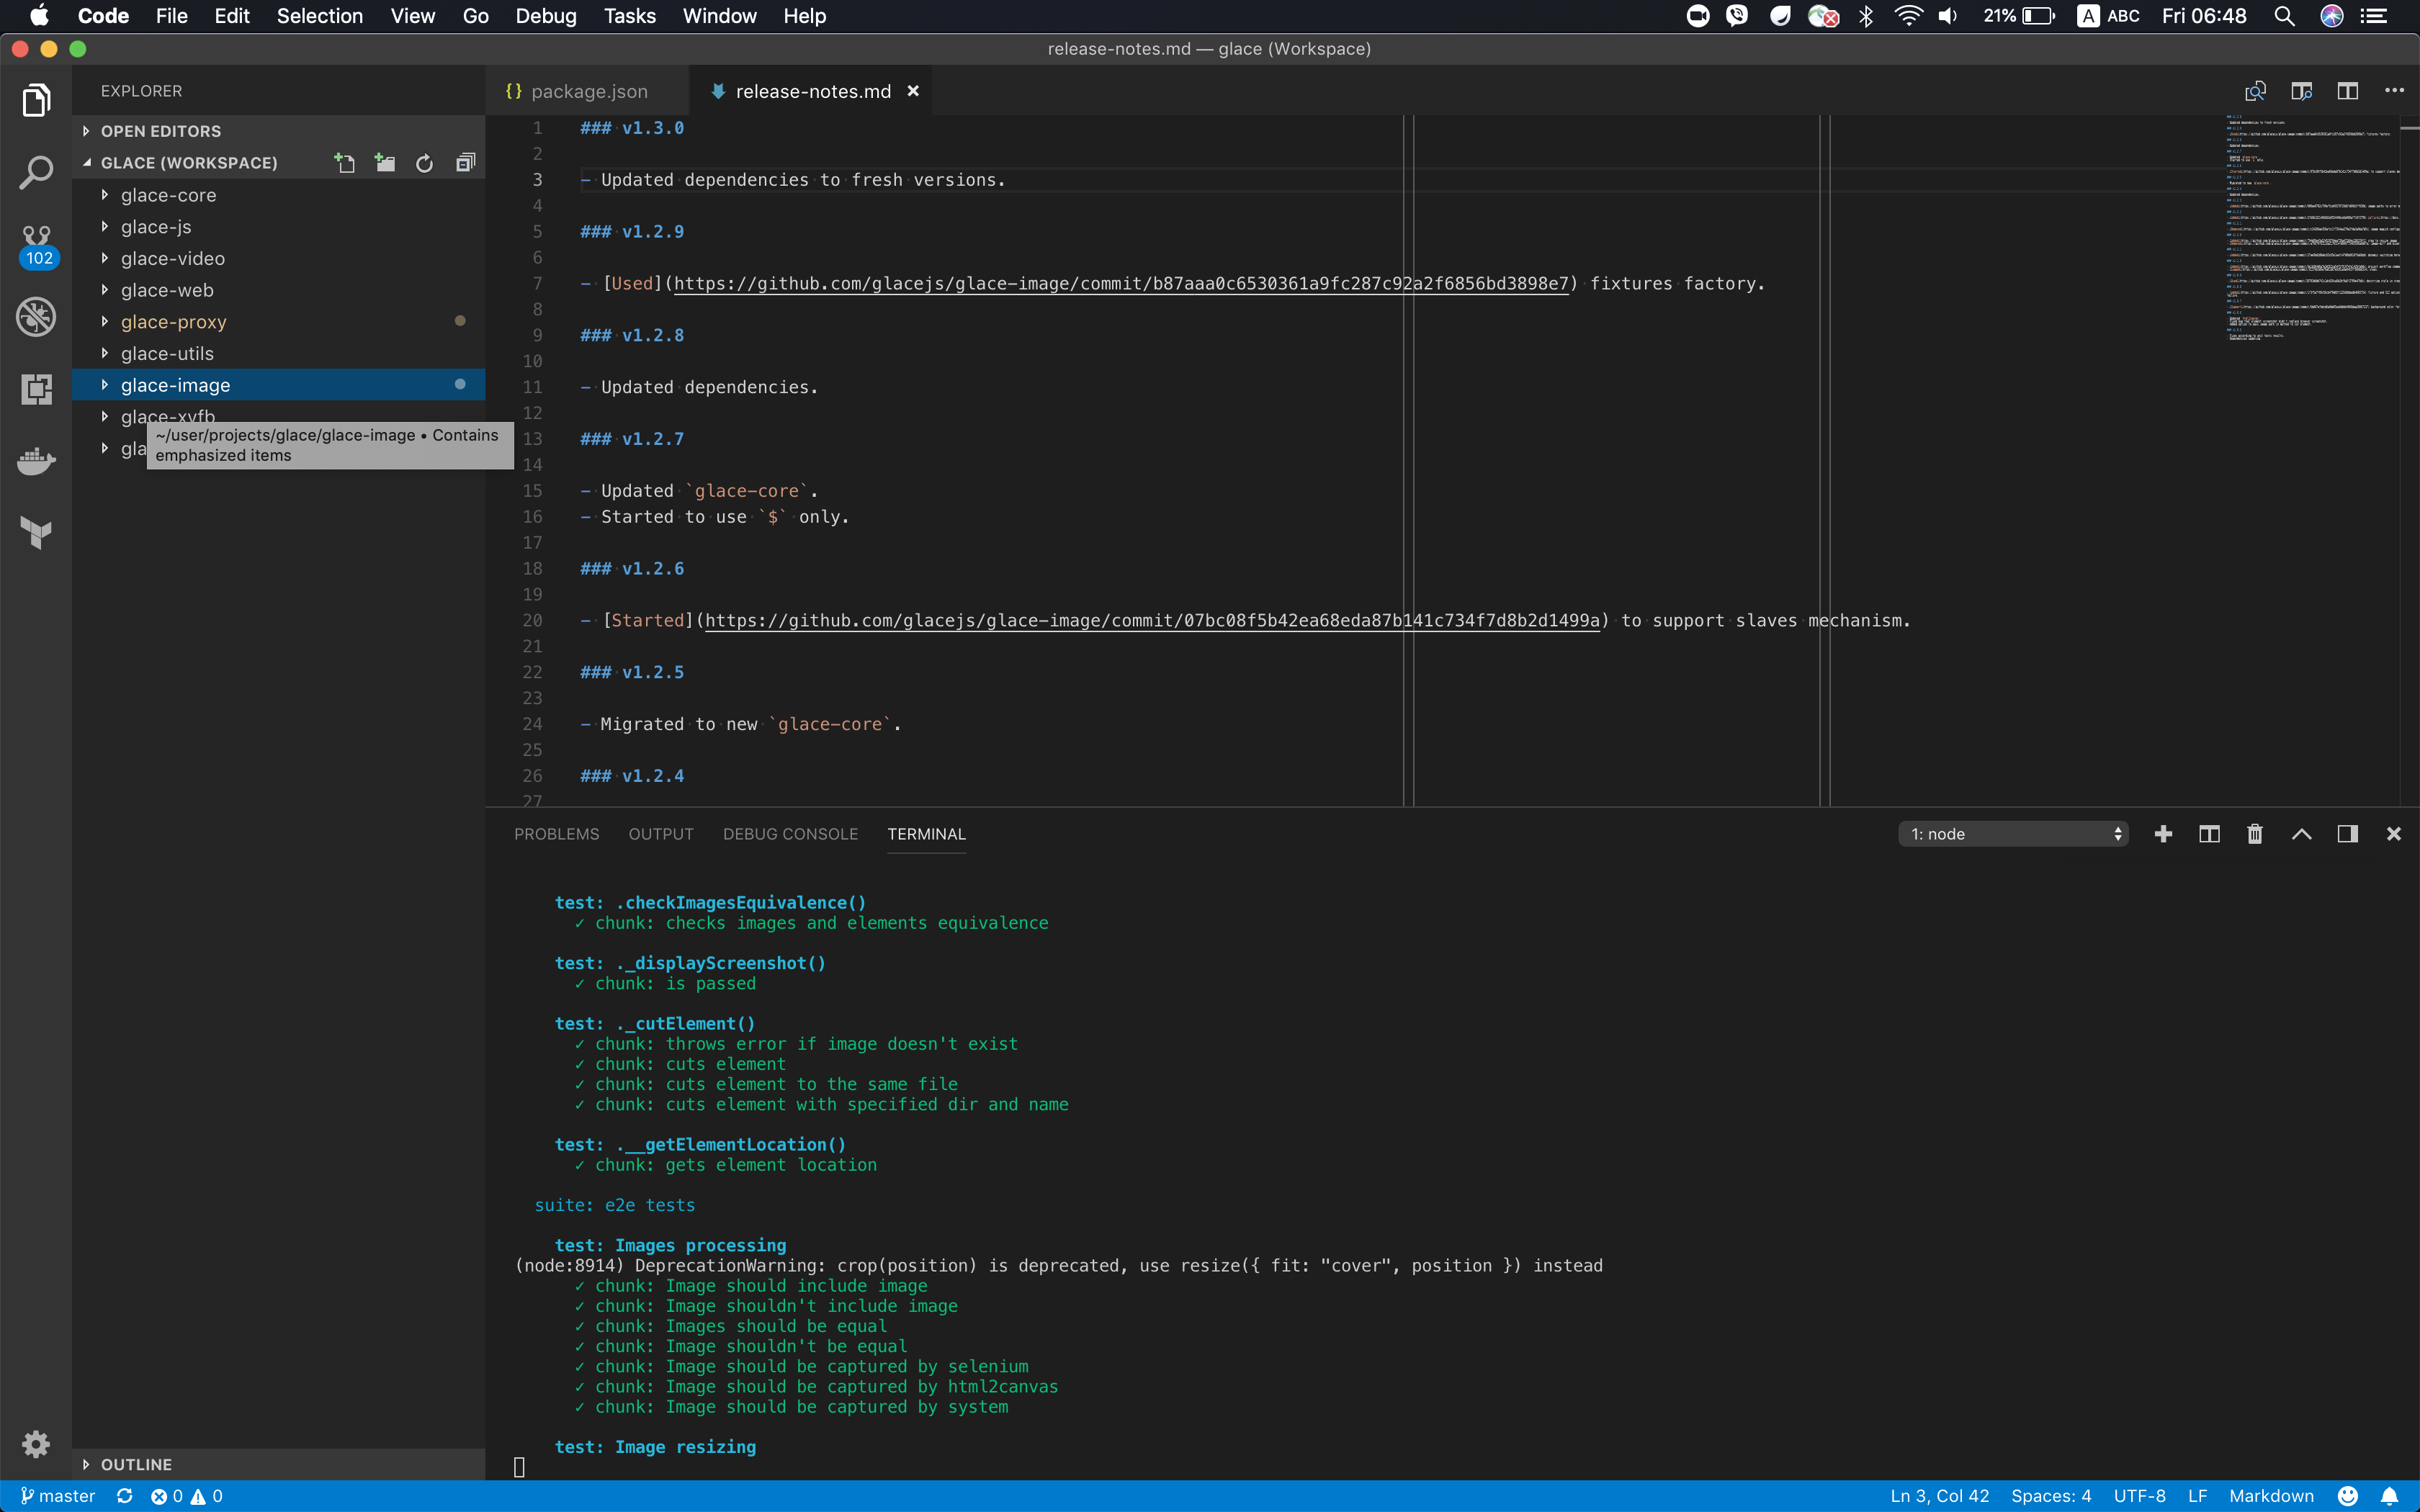 Code File Edit Selection View Go Debug Tasks Window Help 21% A ABC Fri 06:48
release-notes.md — glace (Workspace)
EXPLORER
{} package.json release-notes.md
OPEN EDITORS
GLACE (WORKSPACE)
glace-core
glace-js
glace-video
glace-web
glace-proxy
glace-utils
glace-image
glace-xvfb
gla
~/user/projects/glace/glace-image • Contains
emphasized items
102
1 ### v1.3.0
2
3 - Updated dependencies to fresh versions.
4
5 ### v1.2.9
6
7 - [Used](https://github.com/glacejs/glace-image/commit/b87aaa0c6530361a9fc287c92a2f6856bd3898e7) fixtures factory.
8
9 ### v1.2.8
10
11 - Updated dependencies.
12
13 ### v1.2.7
14
15 - Updated `glace-core`.
16 - Started to use `$` only.
17
18 ### v1.2.6
19
20 - [Started](https://github.com/glacejs/glace-image/commit/07bc08f5b42ea68eda87b141c734f7d8b2d1499a) to support slaves mechanism.
21
22 ### v1.2.5
23
24 - Migrated to new `glace-core`.
25
26 ### v1.2.4
27
PROBLEMS OUTPUT DEBUG CONSOLE TERMINAL 1: node
test: .checkImagesEquivalence()
✓ chunk: checks images and elements equivalence
test: ._displayScreenshot()
✓ chunk: is passed
test: ._cutElement()
✓ chunk: throws error if image doesn't exist
✓ chunk: cuts element
✓ chunk: cuts element to the same file
✓ chunk: cuts element with specified dir and name
test: .__getElementLocation()
✓ chunk: gets element location
suite: e2e tests
test: Images processing
(node:8914) DeprecationWarning: crop(position) is deprecated, use resize({ fit: "cover", position }) instead
✓ chunk: Image should include image
✓ chunk: Image shouldn't include image
✓ chunk: Images should be equal
✓ chunk: Image shouldn't be equal
✓ chunk: Image should be captured by selenium
✓ chunk: Image should be captured by html2canvas
✓ chunk: Image should be captured by system
test: Image resizing
OUTLINE
master 0 0 Ln 3, Col 42 Spaces: 4 UTF-8 LF Markdown